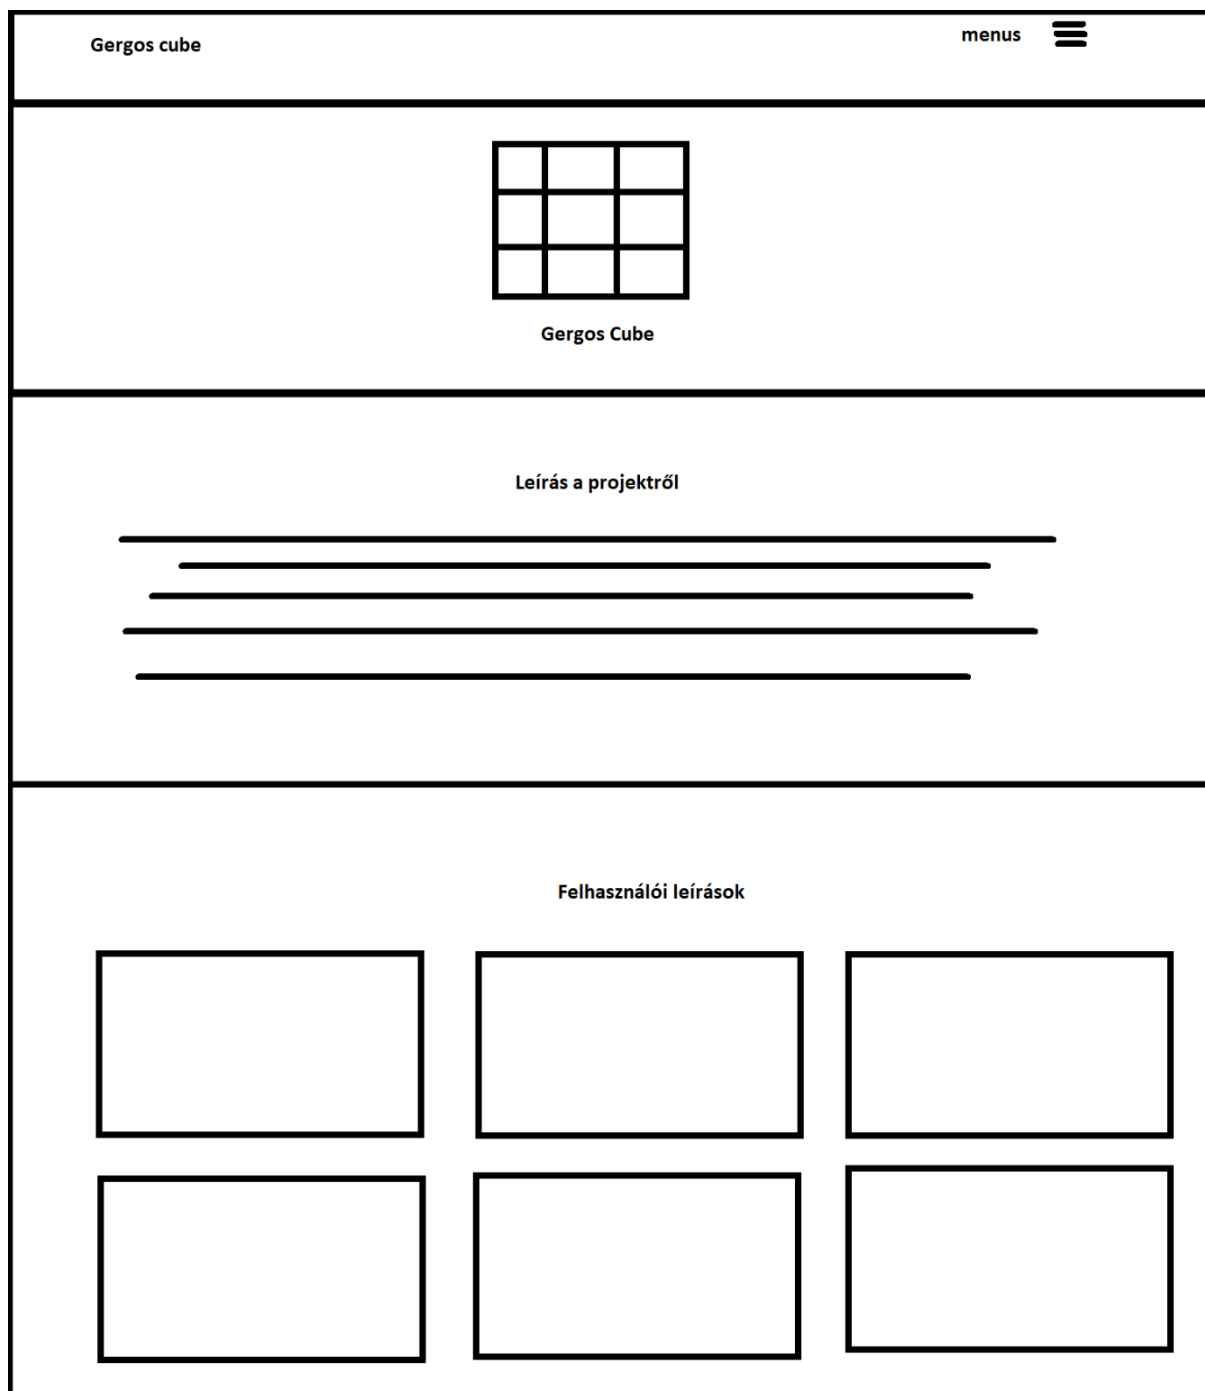 Gergos cube
menus
Gergos Cube
Leírás a projektről
Felhasználói leírások